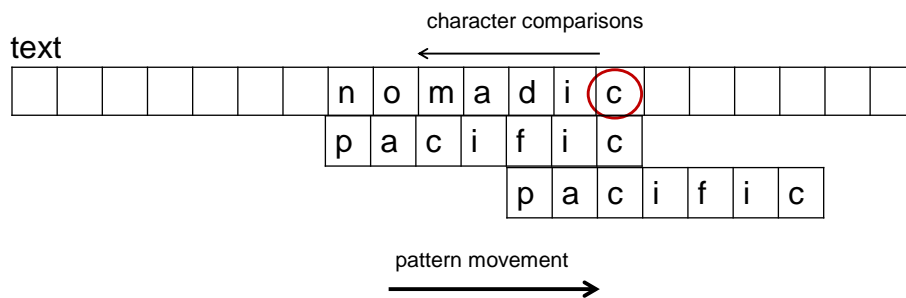 character comparisons
text
n o m a d i c
p a c i f i c
p a c i f i c
pattern movement